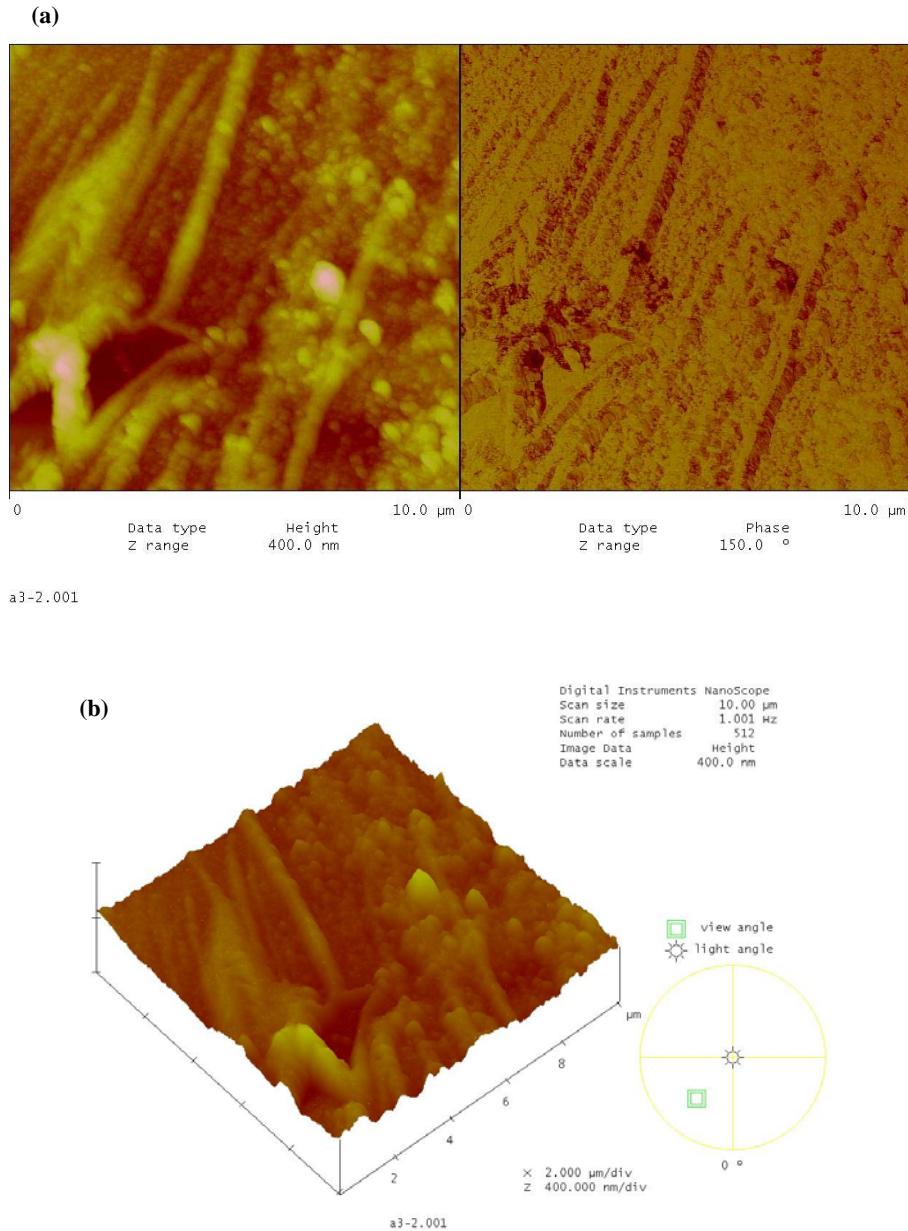 (a)
0 10.0 µm 0 10.0 µm
Data type Height Data type Phase
Z range 400.0 nm Z range 150.0 º
a3-2.001
(b)
Digital Instruments NanoScope
Scan size 10.00 µm
Scan rate 1.001 Hz
Number of samples 512
Image Data Height
Data scale 400.0 nm
view angle
light angle
µm
8
6
4
2
0 º
X 2.000 µm/div
Z 400.000 nm/div
a3-2.001